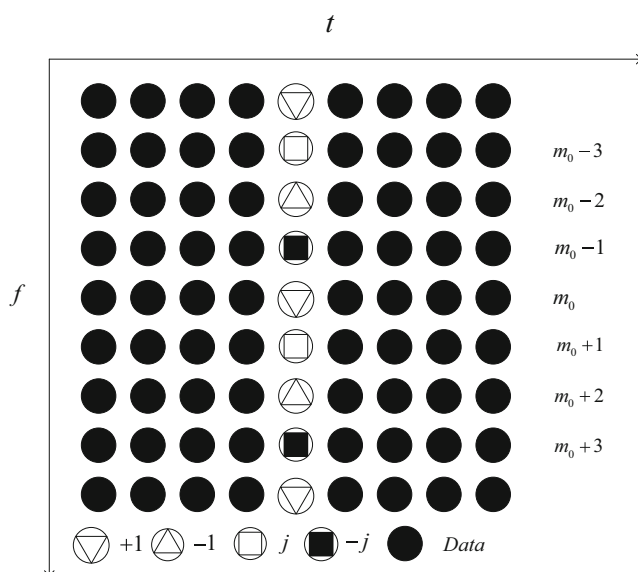 t
m₀ − 3
m₀ − 2
m₀ − 1
f
m₀
m₀ + 1
m₀ + 2
m₀ + 3
+1 −1 j −j Data